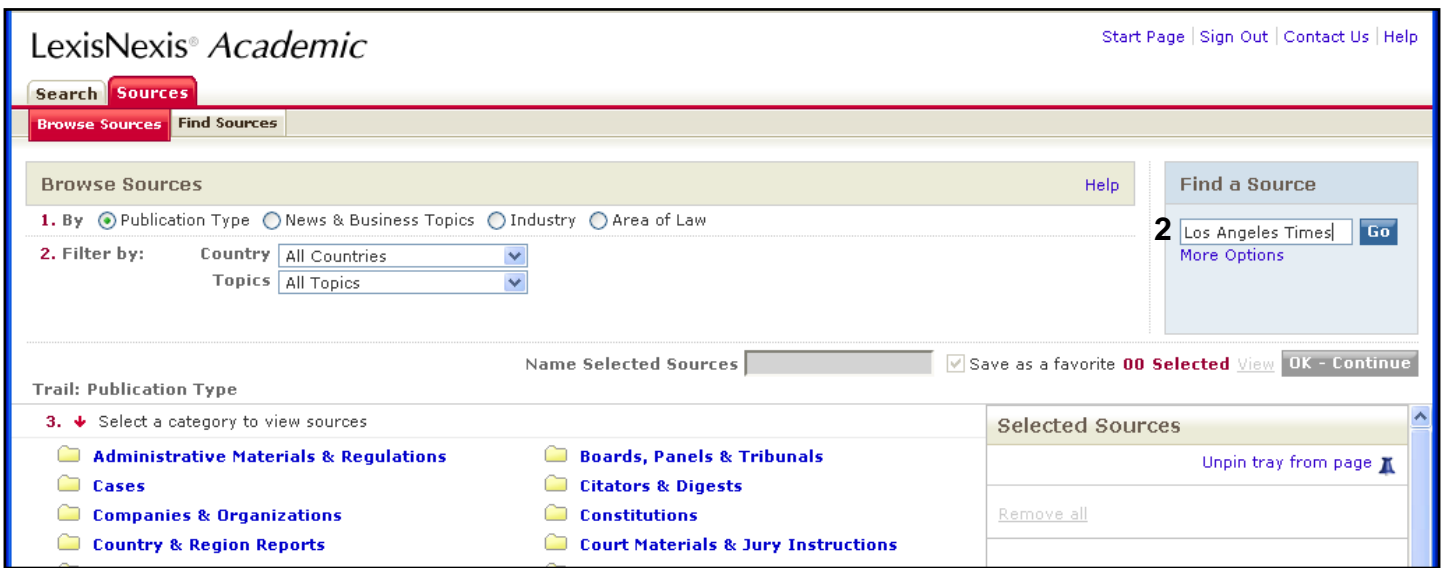 LexisNexis® Academic
Start Page | Sign Out | Contact Us | Help
Search Sources
Browse Sources Find Sources
Browse Sources Help
Find a Source
1. By Publication Type News & Business Topics Industry Area of Law
2 Los Angeles Times Go
More Options
2. Filter by: Country All Countries
Topics All Topics
Name Selected Sources Save as a favorite 00 Selected View OK - Continue
Trail: Publication Type
3. Select a category to view sources
Selected Sources
Administrative Materials & Regulations Boards, Panels & Tribunals
Unpin tray from page
Cases Citators & Digests
Companies & Organizations Constitutions
Remove all
Country & Region Reports Court Materials & Jury Instructions